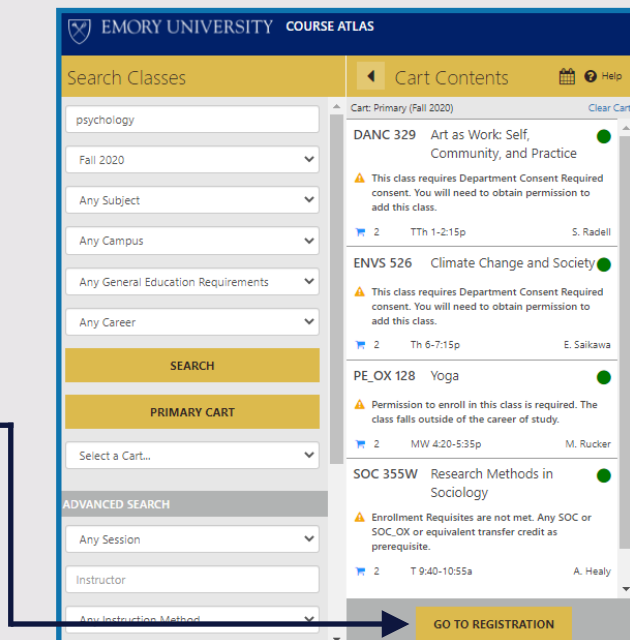 EMORY UNIVERSITY COURSE ATLAS
Search Classes
psychology
Fall 2020
Any Subject
Any Campus
Any General Education Requirements
Any Career
SEARCH
PRIMARY CART
Select a Cart...
ADVANCED SEARCH
Any Session
Instructor
Any Instruction Method
Cart Contents
Help
Cart: Primary (Fall 2020) Clear Cart
DANC 329 Art as Work: Self,
Community, and Practice
This class requires Department Consent Required
consent. You will need to obtain permission to
add this class.
2 TTh 1-2:15p S. Radell
ENVS 526 Climate Change and Society
This class requires Department Consent Required
consent. You will need to obtain permission to
add this class.
2 Th 6-7:15p E. Saikawa
PE_OX 128 Yoga
Permission to enroll in this class is required. The
class falls outside of the career of study.
2 MW 4:20-5:35p M. Rucker
SOC 355W Research Methods in
Sociology
Enrollment Requisites are not met. Any SOC or
SOC_OX or equivalent transfer credit as
prerequisite.
2 T 9:40-10:55a A. Healy
GO TO REGISTRATION